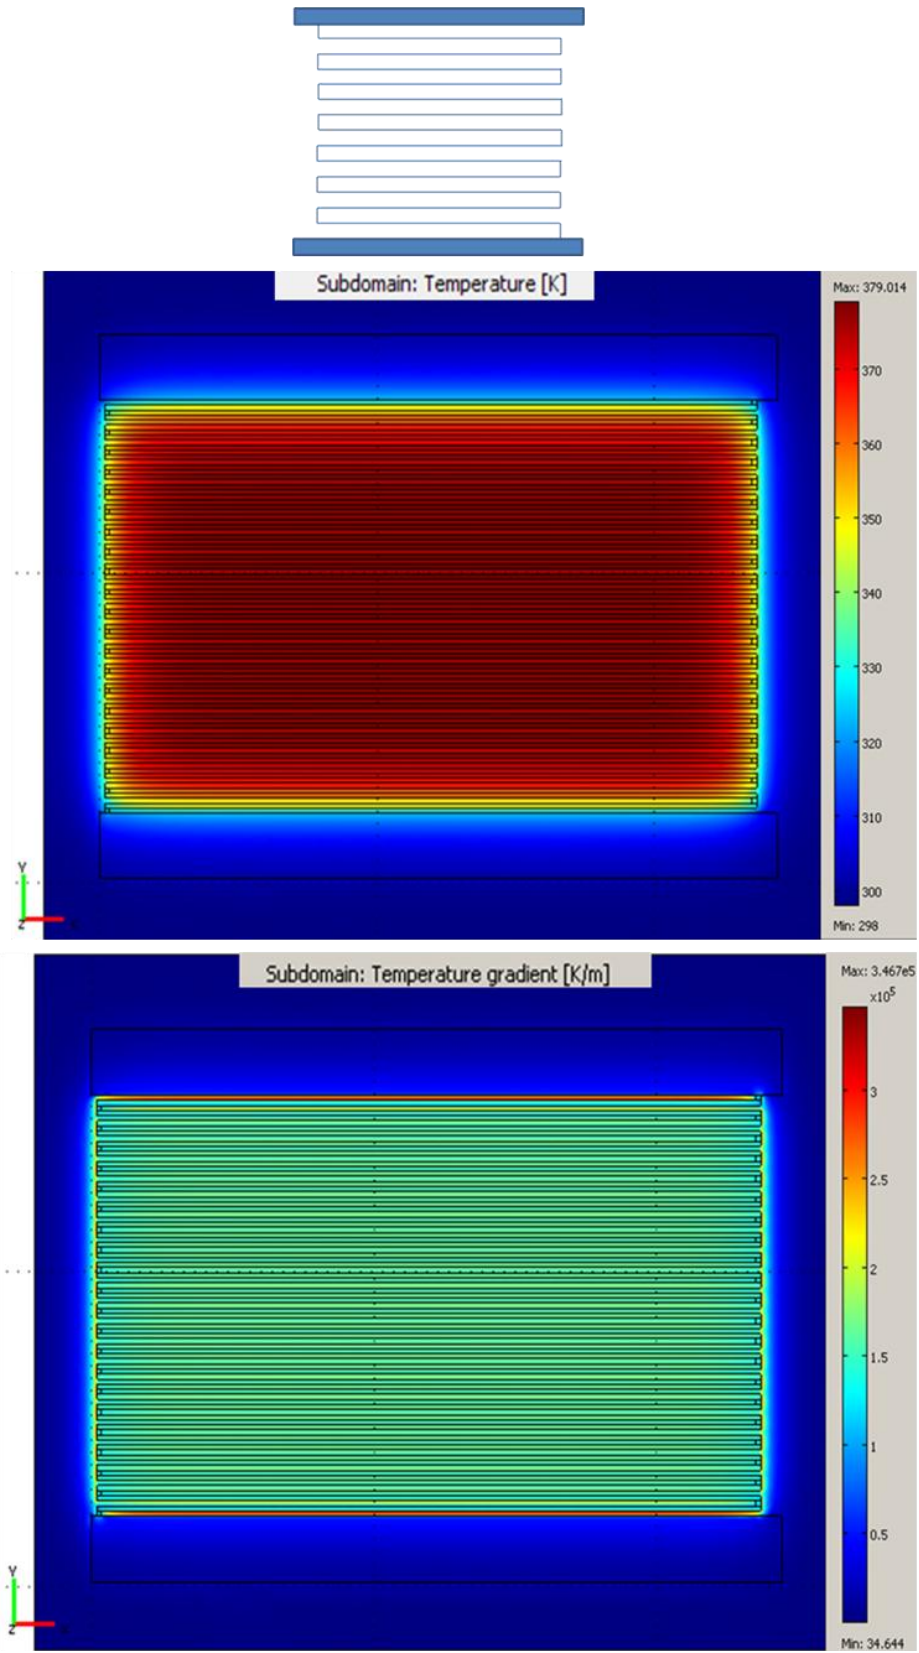 Subdomain: Temperature [K]
Max: 379.014
370
360
350
340
330
320
310
300
Min: 298
Y
Z
Subdomain: Temperature gradient [K/m]
Max: 3.467e5
x10⁵
3
2.5
2
1.5
1
0.5
Min: 34.644
Y
Z